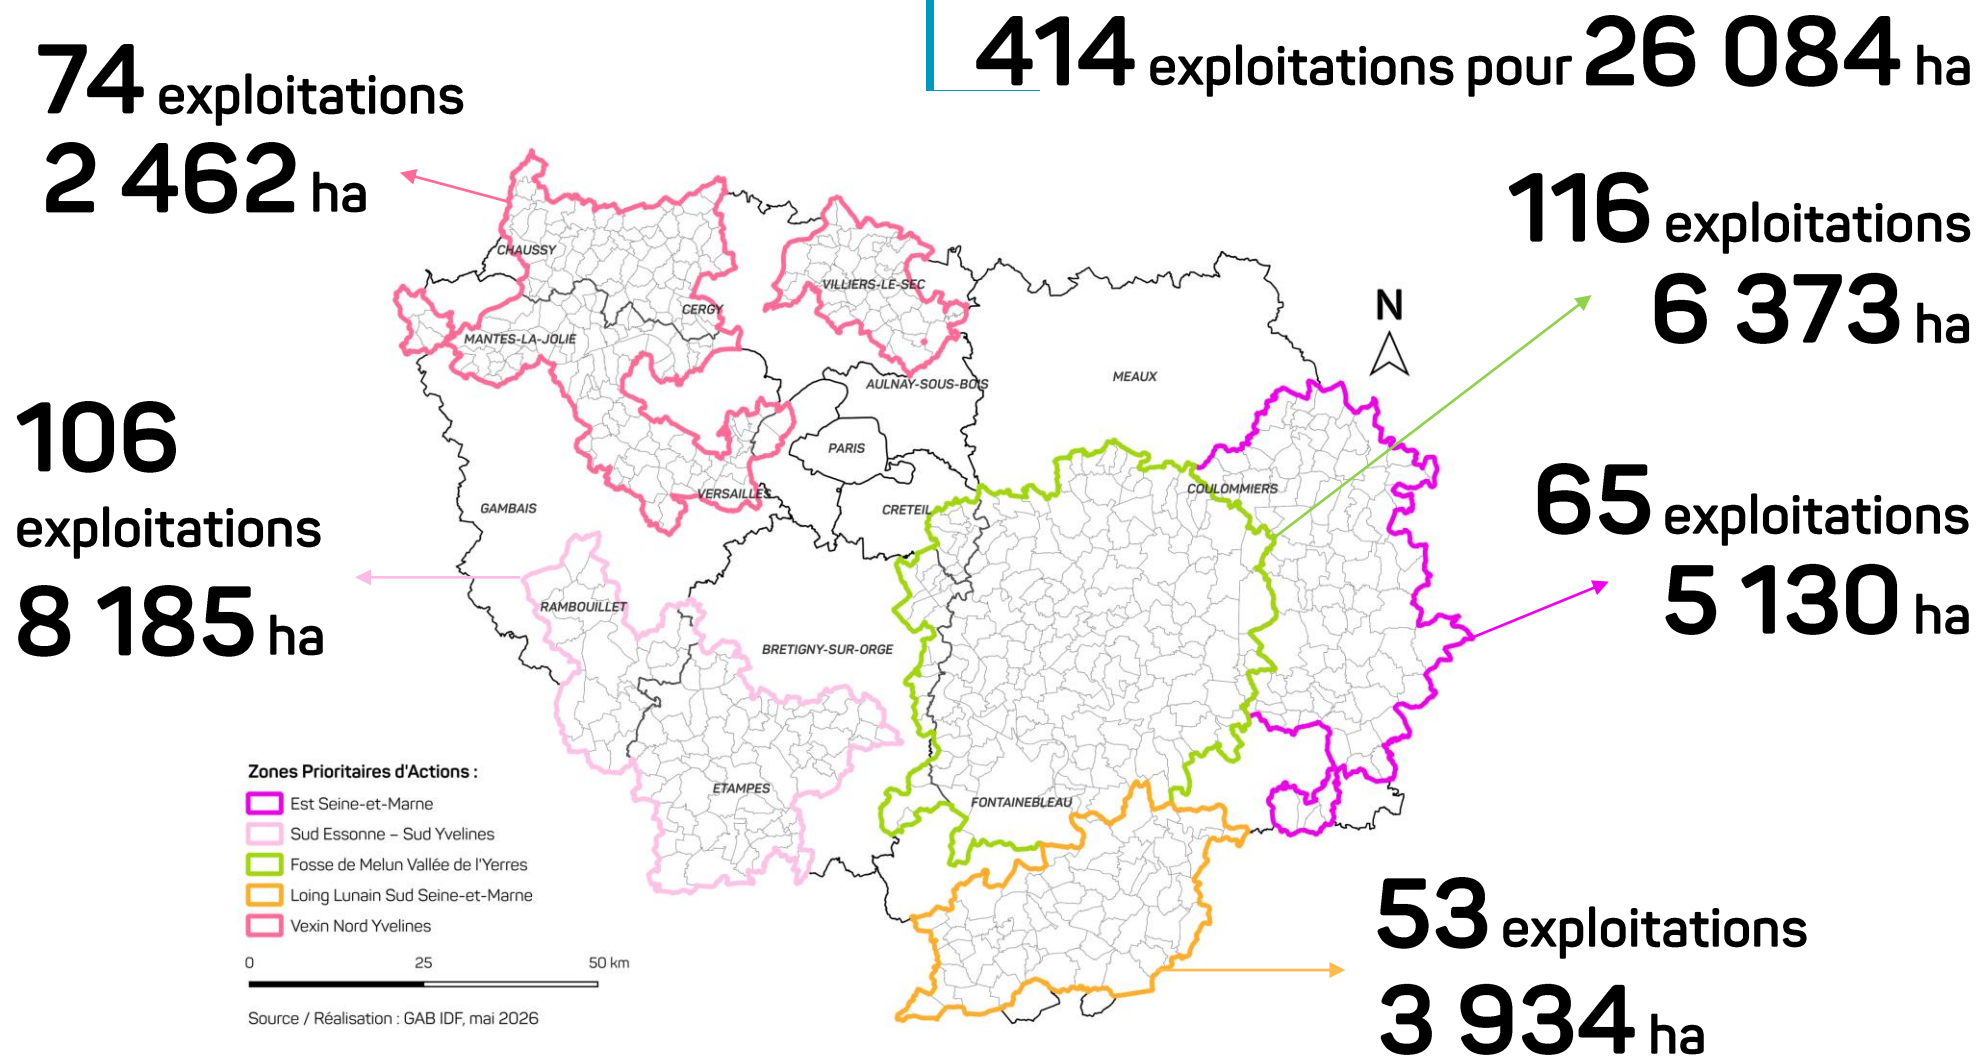 414 exploitations pour 26 084 ha
74 exploitations
2 462 ha
116 exploitations
6 373 ha
CHAUSSY
VILLIERS-LE-SEC
CERGY
N
MANTES-LA-JOLIE
MEAUX
AULNAY-SOUS-BOIS
106
exploitations
8 185 ha
PARIS
65 exploitations
5 130 ha
COULOMMIERS
VERSAILLES
GAMBAIS
CRETEIL
RAMBOUILLET
BRETIGNY-SUR-ORGE
ETAMPES
FONTAINEBLEAU
Zones Prioritaires d'Actions :
Est Seine-et-Marne
Sud Essonne – Sud Yvelines
Fosse de Melun Vallée de l'Yerres
Loing Lunain Sud Seine-et-Marne
Vexin Nord Yvelines
0 25 50 km
Source / Réalisation : GAB IDF, mai 2026
53 exploitations
3 934 ha